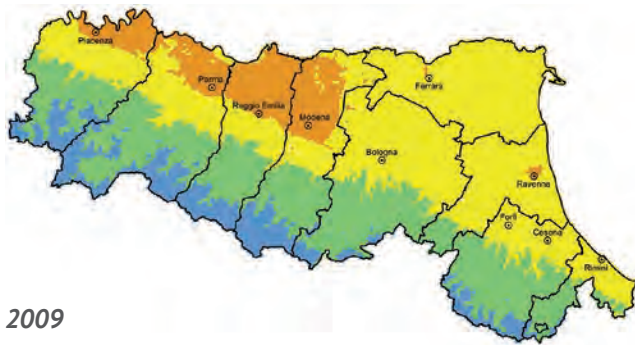 Piacenza
Parma
Reggio Emilia
Modena
Ferrara
Bologna
Ravenna
Forlì
Cesena
Rimini
2009